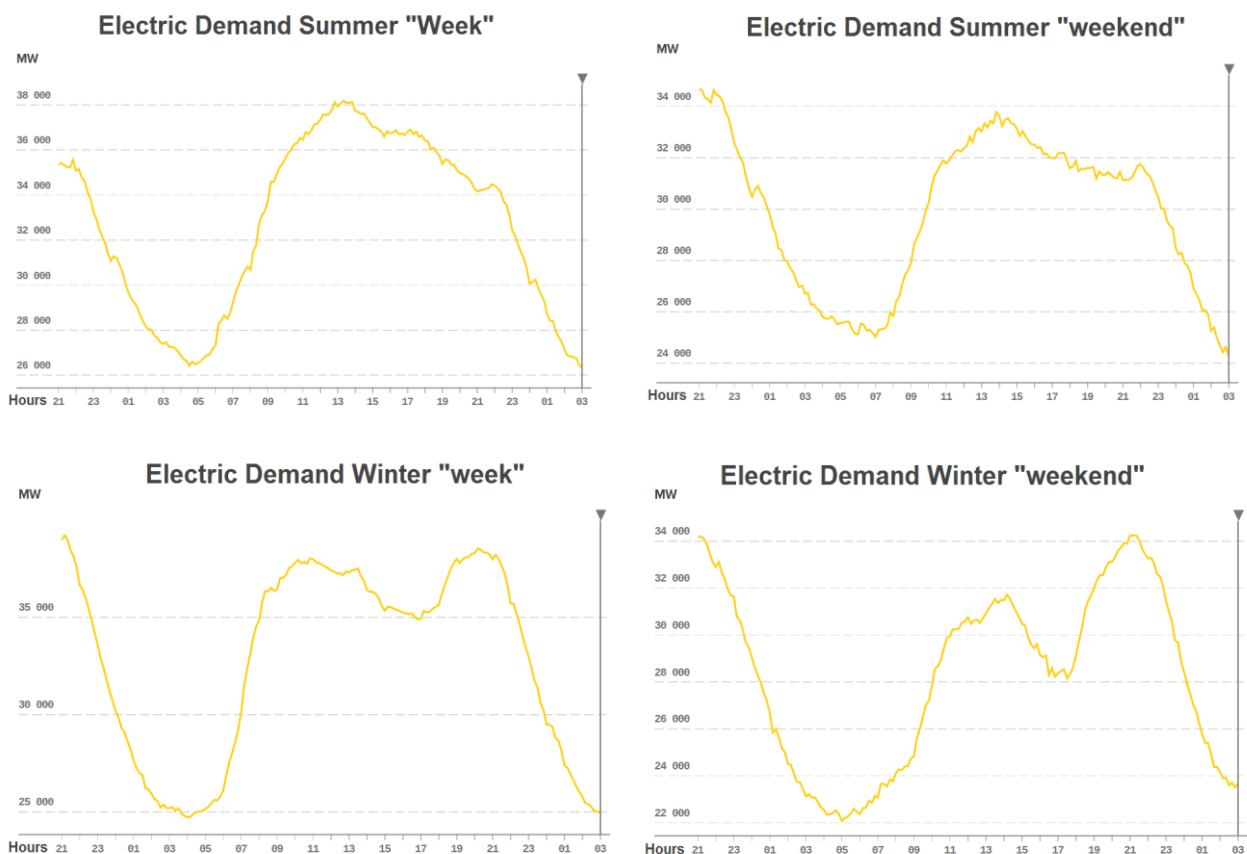 Electric Demand Summer "Week"
MW
38 000
36 000
34 000
32 000
30 000
28 000
26 000
Hours 21 23 01 03 05 07 09 11 13 15 17 19 21 23 01 03
Electric Demand Summer "weekend"
MW
34 000
32 000
30 000
28 000
26 000
24 000
Hours 21 23 01 03 05 07 09 11 13 15 17 19 21 23 01 03
Electric Demand Winter "week"
MW
35 000
30 000
25 000
Hours 21 23 01 03 05 07 09 11 13 15 17 19 21 23 01 03
Electric Demand Winter "weekend"
MW
34 000
32 000
30 000
28 000
26 000
24 000
22 000
Hours 21 23 01 03 05 07 09 11 13 15 17 19 21 23 01 03